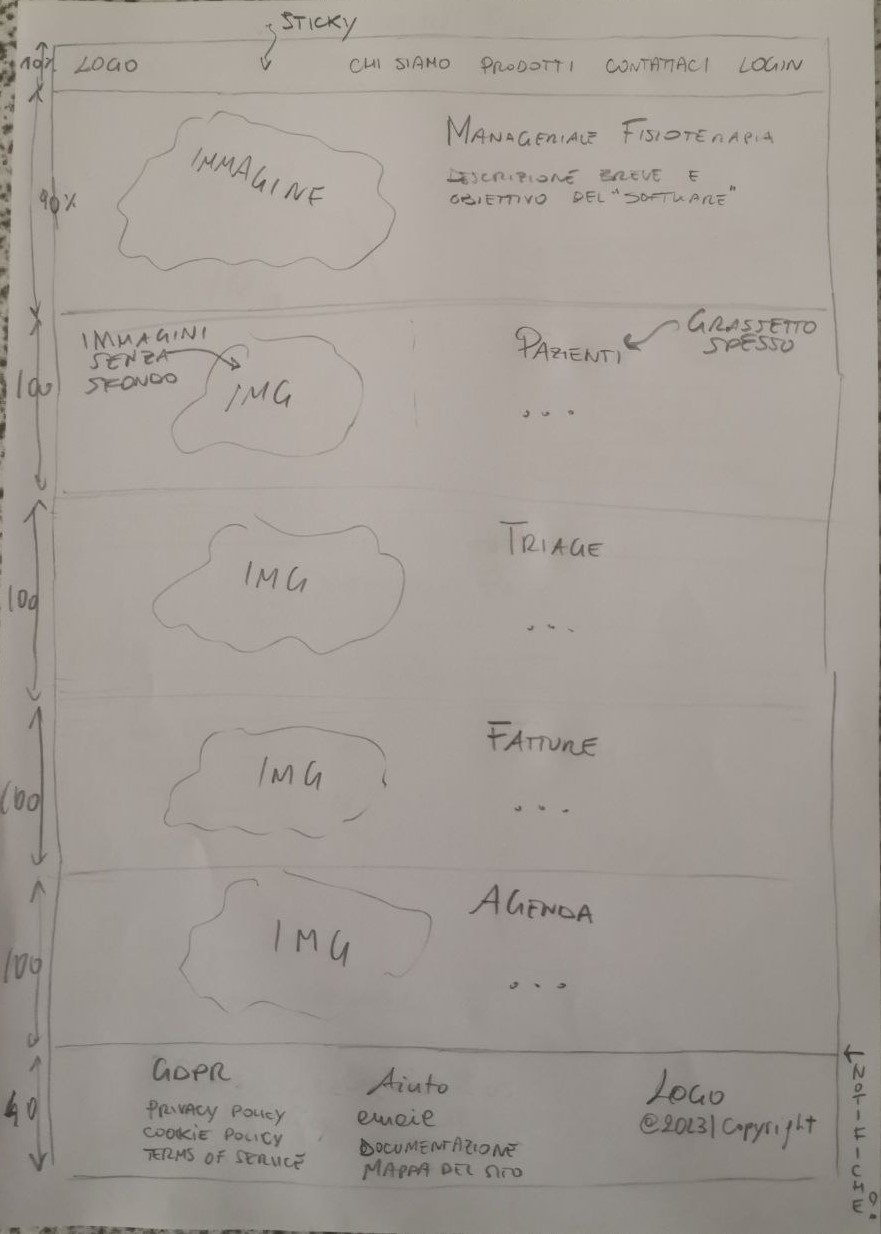 STICKY
10%
LOGO
CHI SIAMO PRODOTTI CONTATTACI LOGIN
90%
IMMAGINE
MANAGERIALE FISIOTERAPIA
DESCRIZIONE BREVE E
OBIETTIVO DEL "SOFTWARE"
100
IMMAGINI
SENZA
SFONDO
IMG
PAZIENTI
GRASSETTO
SPESSO
...
100
IMG
TRIAGE
...
100
IMG
FATTURE
...
100
IMG
AGENDA
...
40
GDPR
PRIVACY POLICY
COOKIE POLICY
TERMS OF SERVICE
Aiuto
emaie
DOCUMENTAZIONE
MAPPA DEL SITO
LOGO
©2023|Copyright
NOTIFICHE?